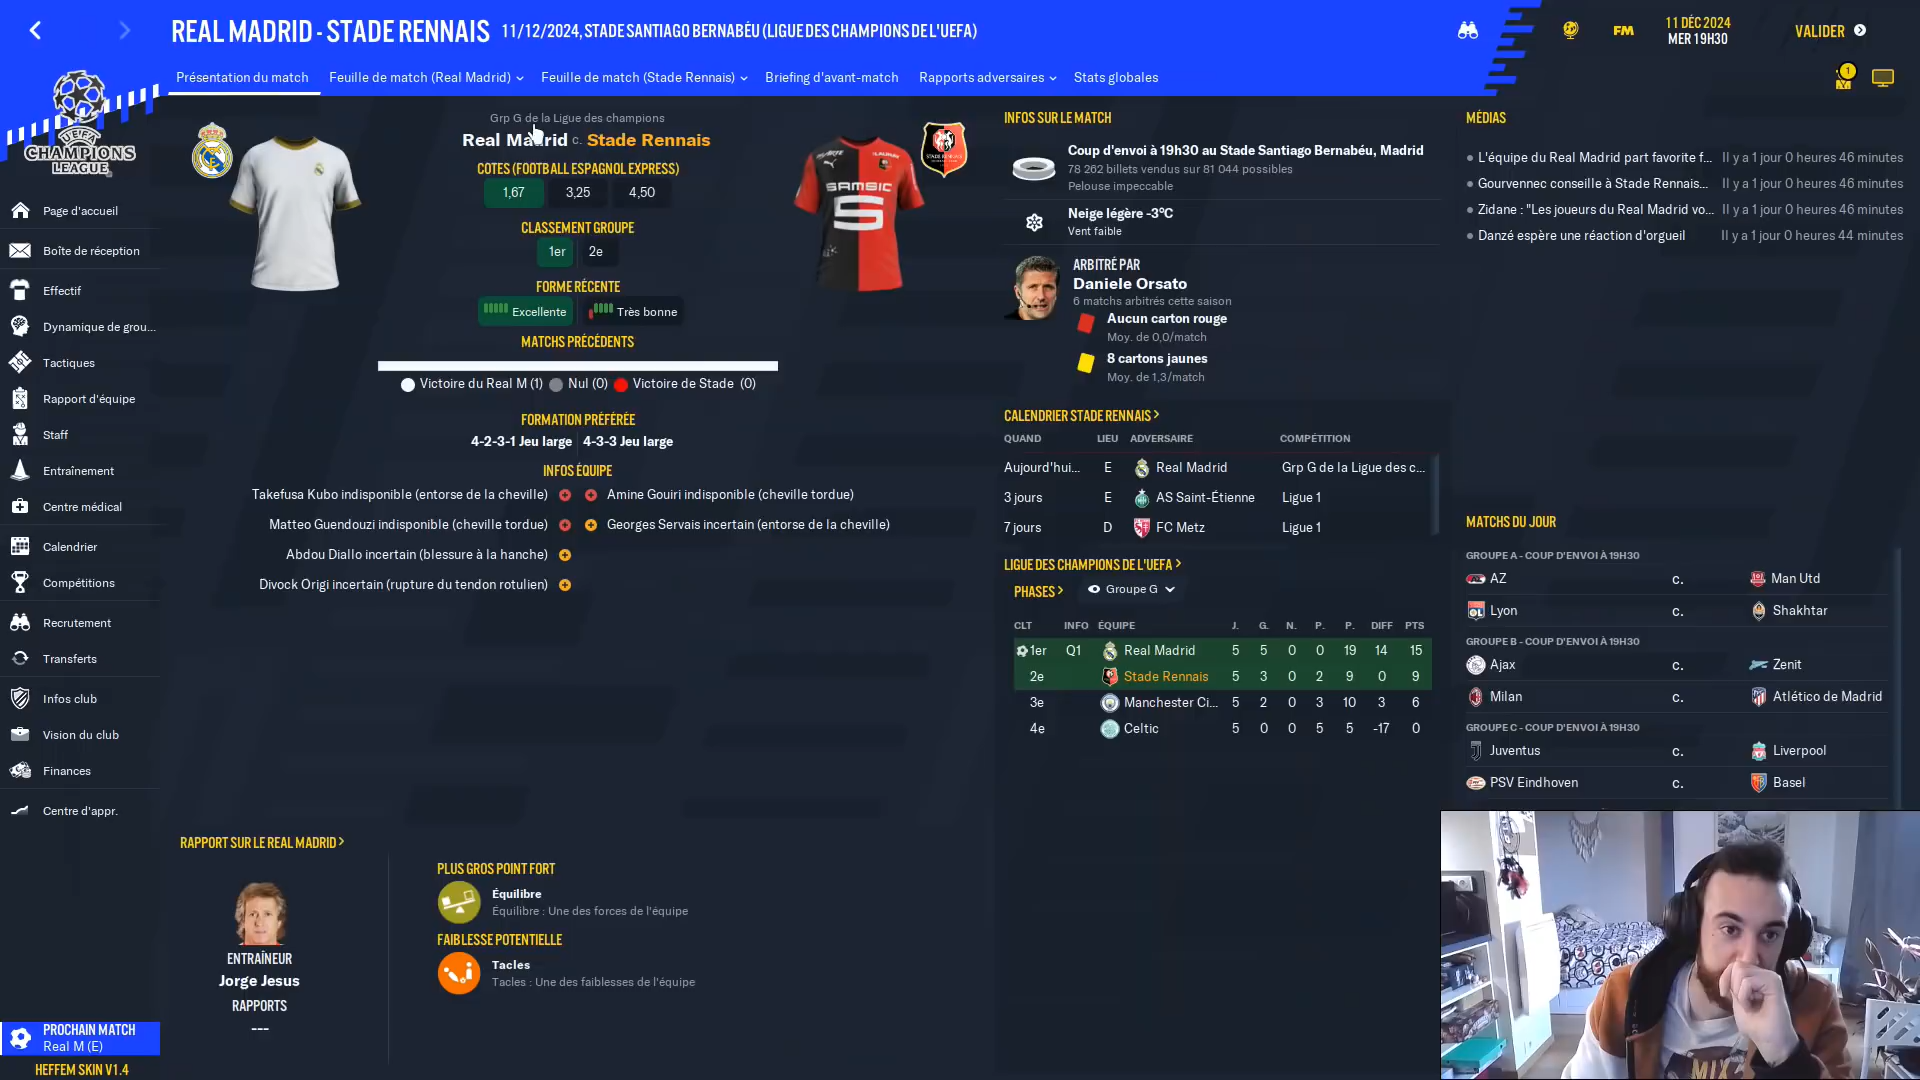 REAL MADRID - STADE RENNAIS 11/12/2024, STADE SANTIAGO BERNABÉU (LIGUE DES CHAMPIONS DE L'UEFA)
FM
11 DÉC 2024
MER 19H30
VALIDER
Présentation du match
Feuille de match (Real Madrid)
Feuille de match (Stade Rennais)
Briefing d'avant-match
Rapports adversaires
Stats globales
1
UEFA
CHAMPIONS
LEAGUE
Page d'accueil
Boîte de réception
Effectif
Dynamique de grou...
Tactiques
Rapport d'équipe
Staff
Entraînement
Centre médical
Calendrier
Compétitions
Recrutement
Transferts
Infos club
Vision du club
Finances
Centre d'appr.
PROCHAIN MATCH
Real M (E)
HEFFEM SKIN V1.4
Grp G de la Ligue des champions
Real Madrid c. Stade Rennais
COTES (FOOTBALL ESPAGNOL EXPRESS)
1,67 3,25 4,50
CLASSEMENT GROUPE
1er 2e
FORME RÉCENTE
Excellente Très bonne
MATCHS PRÉCÉDENTS
Victoire du Real M (1) Nul (0) Victoire de Stade (0)
FORMATION PRÉFÉRÉE
4-2-3-1 Jeu large 4-3-3 Jeu large
INFOS ÉQUIPE
Takefusa Kubo indisponible (entorse de la cheville) Amine Gouiri indisponible (cheville tordue)
Matteo Guendouzi indisponible (cheville tordue) Georges Servais incertain (entorse de la cheville)
Abdou Diallo incertain (blessure à la hanche)
Divock Origi incertain (rupture du tendon rotulien)
SAMSIC
RAPPORT SUR LE REAL MADRID
ENTRAÎNEUR
Jorge Jesus
RAPPORTS
---
PLUS GROS POINT FORT
Équilibre
Équilibre : Une des forces de l'équipe
FAIBLESSE POTENTIELLE
Tacles
Tacles : Une des faiblesses de l'équipe
INFOS SUR LE MATCH
Coup d'envoi à 19h30 au Stade Santiago Bernabéu, Madrid
78 262 billets vendus sur 81 044 possibles
Pelouse impeccable
Neige légère -3°C
Vent faible
ARBITRÉ PAR
Daniele Orsato
6 matchs arbitrés cette saison
Aucun carton rouge
Moy. de 0,0/match
8 cartons jaunes
Moy. de 1,3/match
CALENDRIER STADE RENNAIS
QUAND LIEU ADVERSAIRE COMPÉTITION
Aujourd'hui... E Real Madrid Grp G de la Ligue des c...
3 jours E AS Saint-Étienne Ligue 1
7 jours D FC Metz Ligue 1
LIGUE DES CHAMPIONS DE L'UEFA
PHASES Groupe G
CLT INFO ÉQUIPE J. G. N. P. P. DIFF PTS
1er Q1 Real Madrid 5 5 0 0 19 14 15
2e Stade Rennais 5 3 0 2 9 0 9
3e Manchester Ci... 5 2 0 3 10 3 6
4e Celtic 5 0 0 5 5 -17 0
MÉDIAS
L'équipe du Real Madrid part favorite f... Il y a 1 jour 0 heures 46 minutes
Gourvennec conseille à Stade Rennais... Il y a 1 jour 0 heures 46 minutes
Zidane : "Les joueurs du Real Madrid vo... Il y a 1 jour 0 heures 46 minutes
Danzé espère une réaction d'orgueil Il y a 1 jour 0 heures 44 minutes
MATCHS DU JOUR
GROUPE A - COUP D'ENVOI À 19H30
AZ c. Man Utd
Lyon c. Shakhtar
GROUPE B - COUP D'ENVOI À 19H30
Ajax c. Zenit
Milan c. Atlético de Madrid
GROUPE C - COUP D'ENVOI À 19H30
Juventus c. Liverpool
PSV Eindhoven c. Basel